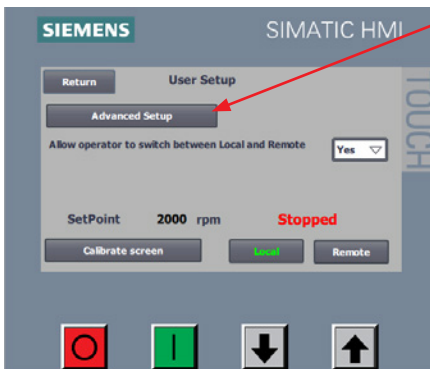 SIEMENS SIMATIC HMI
TOUCH
Return User Setup
Advanced Setup
Allow operator to switch between Local and Remote Yes
SetPoint 2000 rpm Stopped
Calibrate screen Local Remote